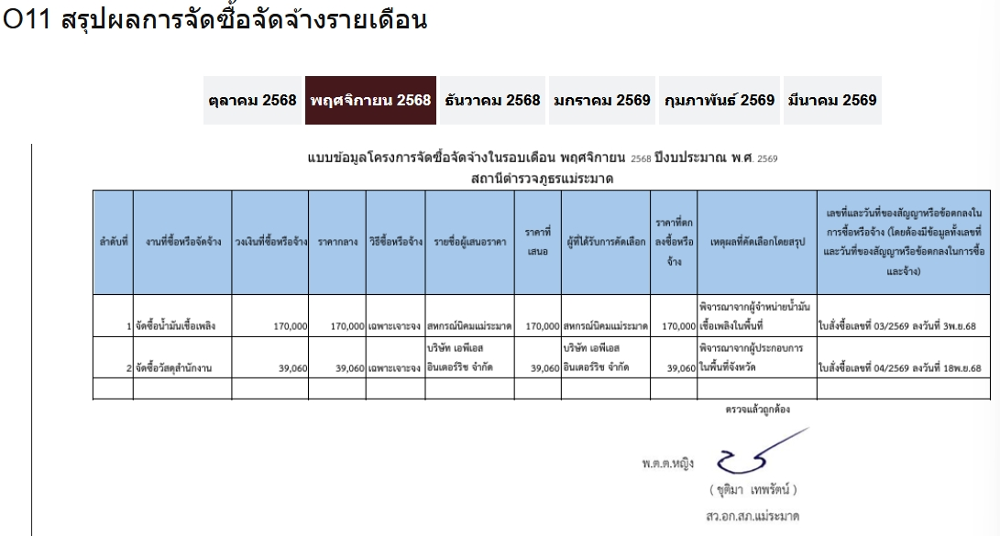 O11 สรุปผลการจัดซื้อจัดจ้างรายเดือน
ตุลาคม 2568 พฤศจิกายน 2568 ธันวาคม 2568 มกราคม 2569 กุมภาพันธ์ 2569 มีนาคม 2569
แบบข้อมูลโครงการจัดซื้อจัดจ้างในรอบเดือน พฤศจิกายน 2568 ปีงบประมาณ พ.ศ. 2569
สถานีตำรวจภูธรแม่ระมาด
ลำดับที่ งานที่ซื้อหรือจัดจ้าง วงเงินที่ซื้อหรือจ้าง ราคากลาง วิธีซื้อหรือจ้าง รายชื่อผู้เสนอราคา ราคาที่เสนอ ผู้ที่ได้รับการคัดเลือก ราคาที่ตกลงซื้อหรือจ้าง เหตุผลที่คัดเลือกโดยสรุป เลขที่และวันที่ของสัญญาหรือข้อตกลงในการซื้อหรือจ้าง (โดยต้องมีข้อมูลทั้งเลขที่และวันที่ของสัญญาหรือข้อตกลงในการซื้อและจ้าง)
1 จัดซื้อน้ำมันเชื้อเพลิง 170,000 170,000 เฉพาะเจาะจง สหกรณ์นิคมแม่ระมาด 170,000 สหกรณ์นิคมแม่ระมาด 170,000 พิจารณาจากผู้จำหน่ายน้ำมันเชื้อเพลิงในพื้นที่ ใบสั่งซื้อเลขที่ 03/2569 ลงวันที่ 3พ.ย.68
2 จัดซื้อวัสดุสำนักงาน 39,060 39,060 เฉพาะเจาะจง บริษัท เอพีเอส อินเตอร์ริช จำกัด 39,060 บริษัท เอพีเอส อินเตอร์ริช จำกัด 39,060 พิจารณาจากผู้ประกอบการในพื้นที่จังหวัด ใบสั่งซื้อเลขที่ 04/2569 ลงวันที่ 18พ.ย.68
ตรวจแล้วถูกต้อง
พ.ต.ต.หญิง
( ชุติมา เทพรัตน์ )
สว.อก.สภ.แม่ระมาด